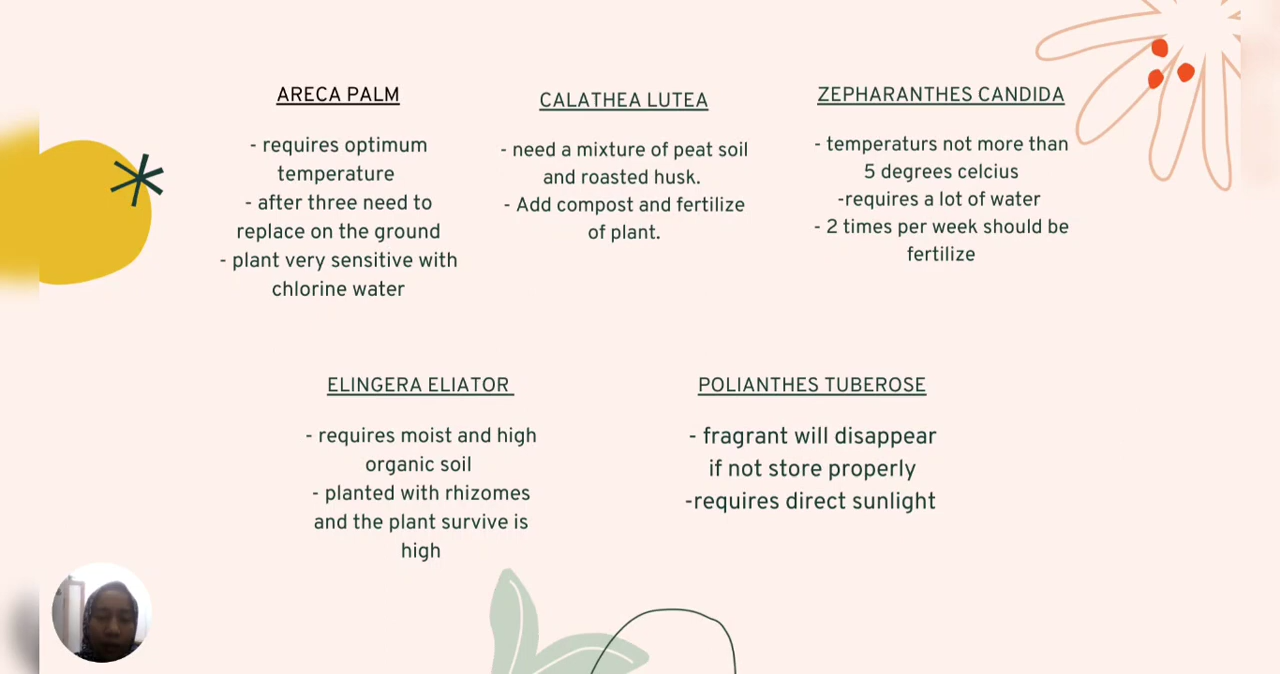 ARECA PALM
- requires optimum
temperature
- after three need to
replace on the ground
- plant very sensitive with
chlorine water
CALATHEA LUTEA
- need a mixture of peat soil
and roasted husk.
- Add compost and fertilize
of plant.
ZEPHARANTHES CANDIDA
- temperaturs not more than
5 degrees celcius
-requires a lot of water
- 2 times per week should be
fertilize
ELINGERA ELIATOR
- requires moist and high
organic soil
- planted with rhizomes
and the plant survive is
high
POLIANTHES TUBEROSE
- fragrant will disappear
if not store properly
-requires direct sunlight